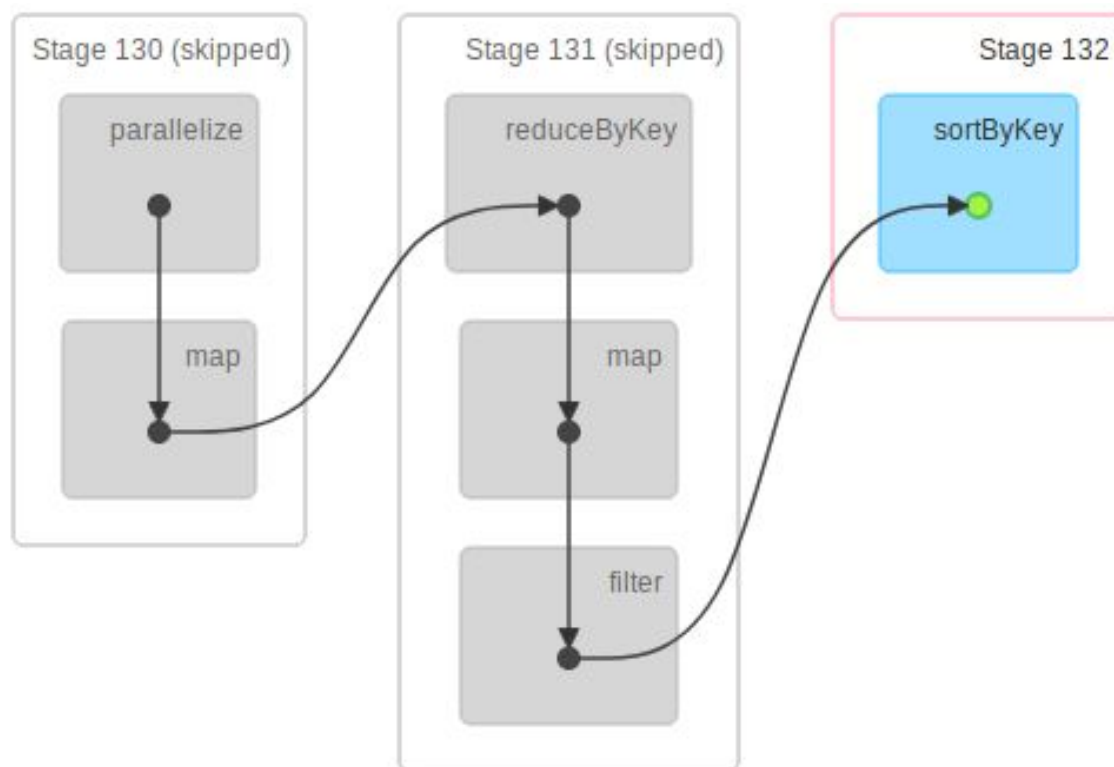 Stage 130 (skipped)
parallelize
map
Stage 131 (skipped)
reduceByKey
map
filter
Stage 132
sortByKey